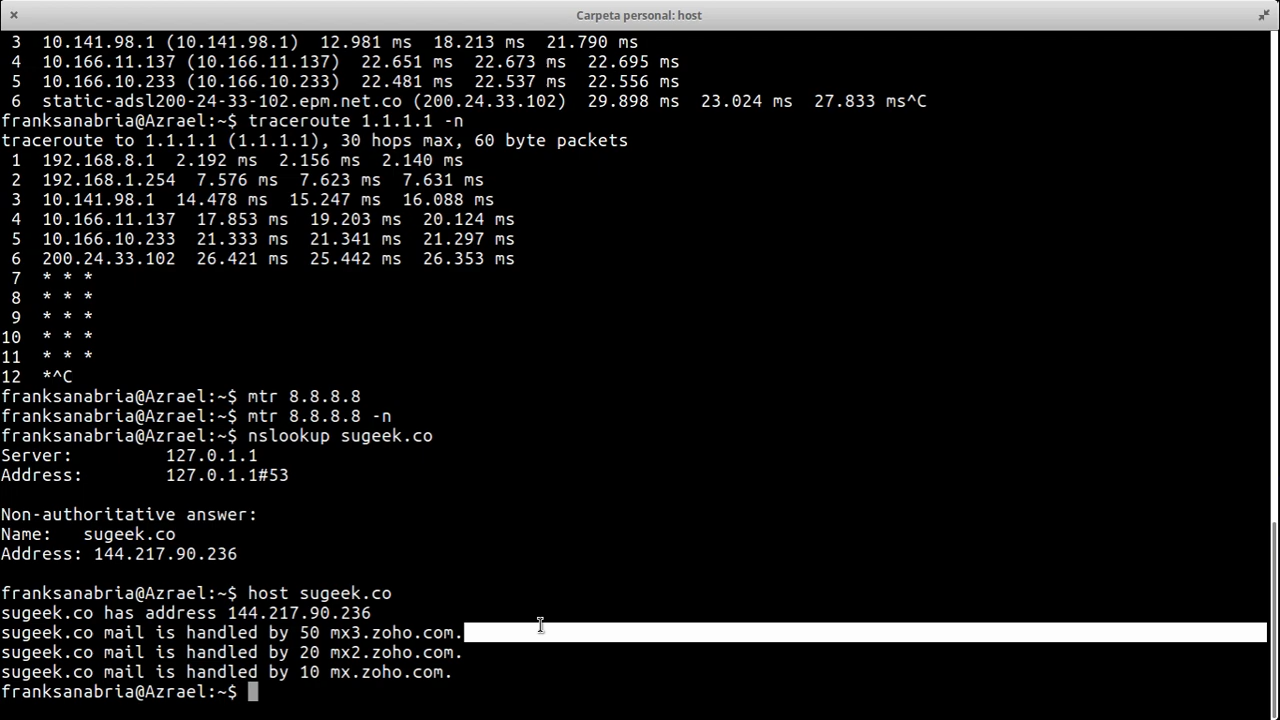 Carpeta personal: host
3  10.141.98.1 (10.141.98.1)  12.981 ms  18.213 ms  21.790 ms
4  10.166.11.137 (10.166.11.137)  22.651 ms  22.673 ms  22.695 ms
5  10.166.10.233 (10.166.10.233)  22.481 ms  22.537 ms  22.556 ms
6  static-adsl200-24-33-102.epm.net.co (200.24.33.102)  29.898 ms  23.024 ms  27.833 ms^C
franksanabria@Azrael:~$ traceroute 1.1.1.1 -n
traceroute to 1.1.1.1 (1.1.1.1), 30 hops max, 60 byte packets
1  192.168.8.1  2.192 ms  2.156 ms  2.140 ms
2  192.168.1.254  7.576 ms  7.623 ms  7.631 ms
3  10.141.98.1  14.478 ms  15.247 ms  16.088 ms
4  10.166.11.137  17.853 ms  19.203 ms  20.124 ms
5  10.166.10.233  21.333 ms  21.341 ms  21.297 ms
6  200.24.33.102  26.421 ms  25.442 ms  26.353 ms
7  * * *
8  * * *
9  * * *
10  * * *
11  * * *
12  *^C
franksanabria@Azrael:~$ mtr 8.8.8.8
franksanabria@Azrael:~$ mtr 8.8.8.8 -n
franksanabria@Azrael:~$ nslookup sugeek.co
Server:         127.0.1.1
Address:        127.0.1.1#53
Non-authoritative answer:
Name:   sugeek.co
Address: 144.217.90.236
franksanabria@Azrael:~$ host sugeek.co
sugeek.co has address 144.217.90.236
sugeek.co mail is handled by 50 mx3.zoho.com.
sugeek.co mail is handled by 20 mx2.zoho.com.
sugeek.co mail is handled by 10 mx.zoho.com.
franksanabria@Azrael:~$